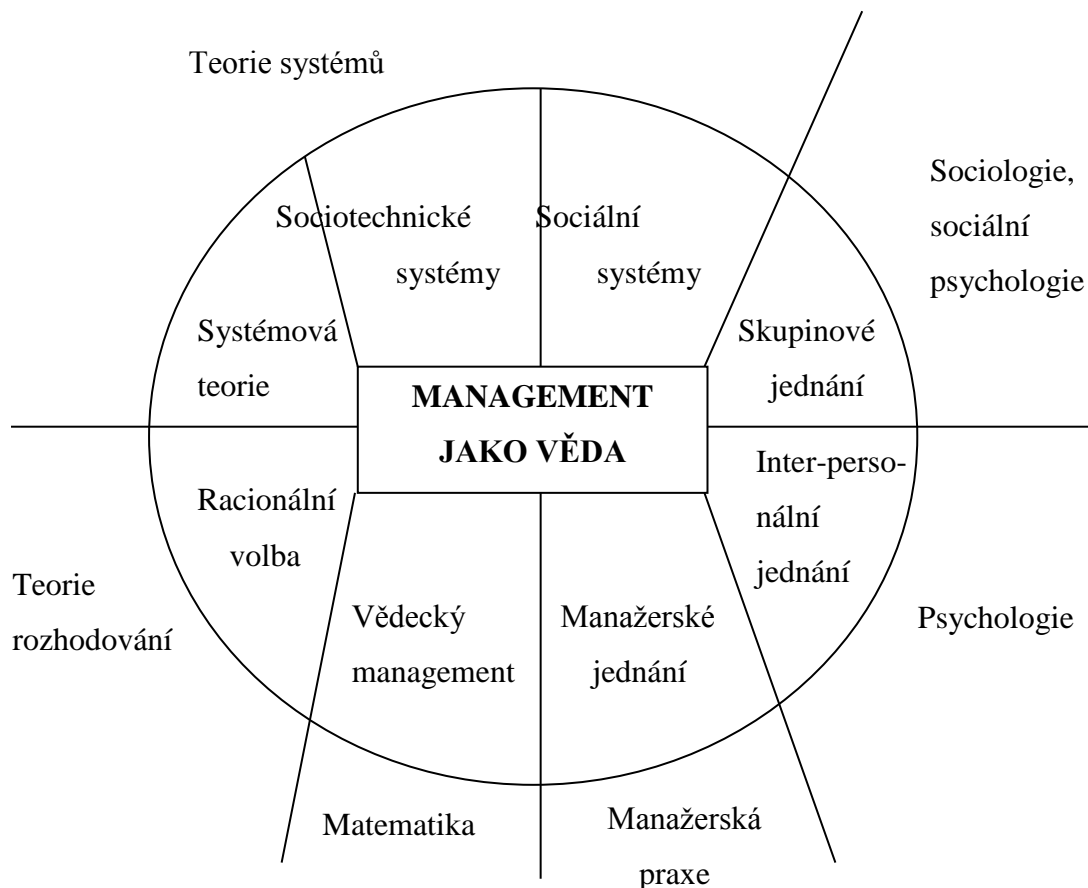 Teorie systémů
Sociologie,
sociální
psychologie
Sociotechnické
systémy
Sociální
systémy
Systémová
teorie
Skupinové
jednání
MANAGEMENT
JAKO VĚDA
Racionální
volba
Inter-perso-
nální
jednání
Teorie
rozhodování
Vědecký
management
Manažerské
jednání
Psychologie
Matematika
Manažerská
praxe